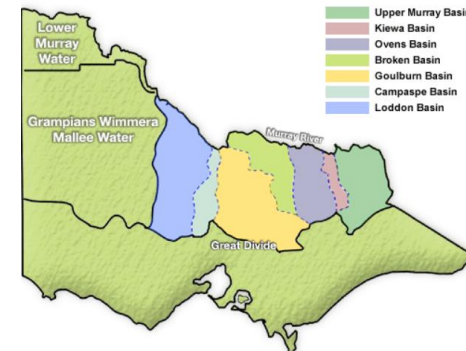 Lower
Murray
Water
Grampians Wimmera
Mallee Water
Murray River
Great Divide
Upper Murray Basin
Kiewa Basin
Ovens Basin
Broken Basin
Goulburn Basin
Campaspe Basin
Loddon Basin